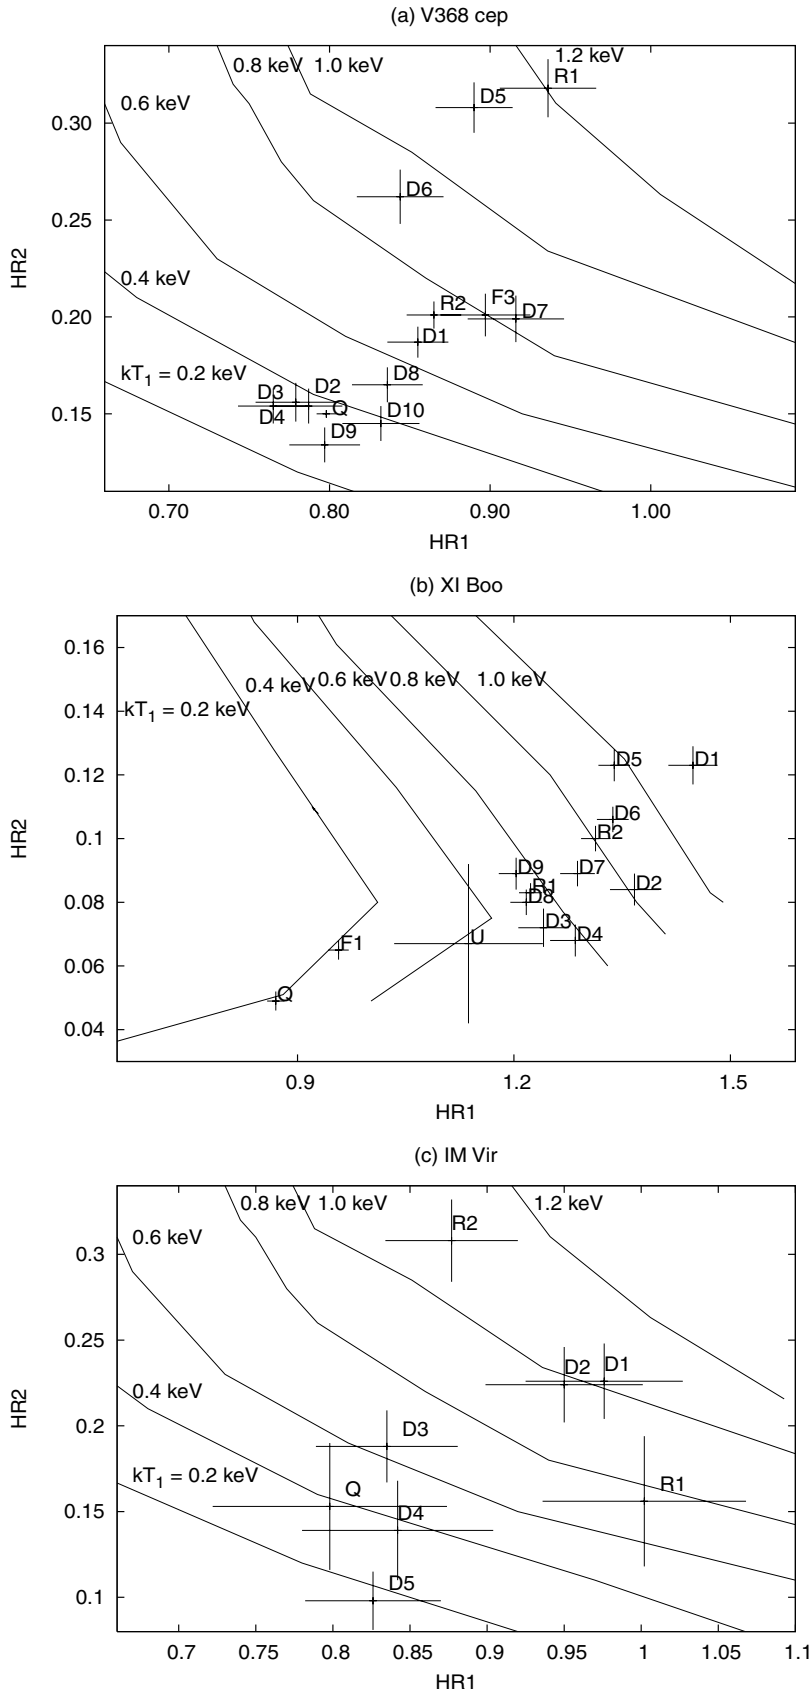 (a) V368 cep
0.8 keV 1.0 keV
1.2 keV
R1
D5
0.6 keV
0.30
D6
0.25
HR2
0.4 keV
R2 F3
D7
0.20
D1
kT1 = 0.2 keV
D8
D3 D2
Q D10
D4
0.15
D9
0.70 0.80 0.90 1.00
HR1
(b) XI Boo
0.16
0.4 keV 0.6 keV 0.8 keV 1.0 keV
kT1 = 0.2 keV
0.14
D5 D1
0.12
D6
R2
0.1
HR2
D9 D7
R1 D2
D8
0.08
D3 D4
F1 U
0.06
Q
0.04
0.9 1.2 1.5
HR1
(c) IM Vir
0.8 keV 1.0 keV 1.2 keV
R2
0.6 keV
0.3
0.25
D2 D1
HR2
0.4 keV
0.2
D3
kT1 = 0.2 keV
Q R1
0.15
D4
D5
0.1
0.7 0.75 0.8 0.85 0.9 0.95 1 1.05 1.1
HR1